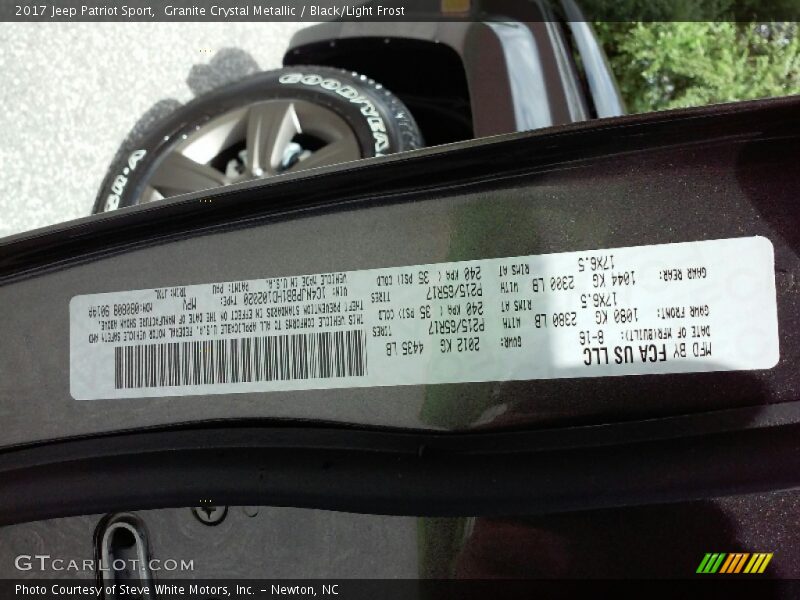 2017 Jeep Patriot Sport,  Granite Crystal Metallic / Black/Light Frost
GOODYEAR
MFD BY FCA US LLC
DATE OF MFR(BUILT): 8-16 GVWR: 2012 KG 4435 LB
GAWR FRONT: 1080 KG 2380 LB WITH P215/65R17 TIRES
17X6.5 RIMS AT 240 KPA ( 35 PSI) COLD
GAWR REAR: 1044 KG 2300 LB WITH P215/65R17 TIRES
17X6.5 RIMS AT 240 KPA ( 35 PSI) COLD
THIS VEHICLE CONFORMS TO ALL APPLICABLE U.S.A. FEDERAL MOTOR VEHICLE SAFETY AND
THEFT PREVENTION STANDARDS IN EFFECT ON THE DATE OF MANUFACTURE SHOWN ABOVE.
VIN: TYPE: MPV
VEHICLE MADE IN U.S.A. PAINT: PAU TRIM:
GTCARLOT.COM
Photo Courtesy of Steve White Motors, Inc. – Newton, NC